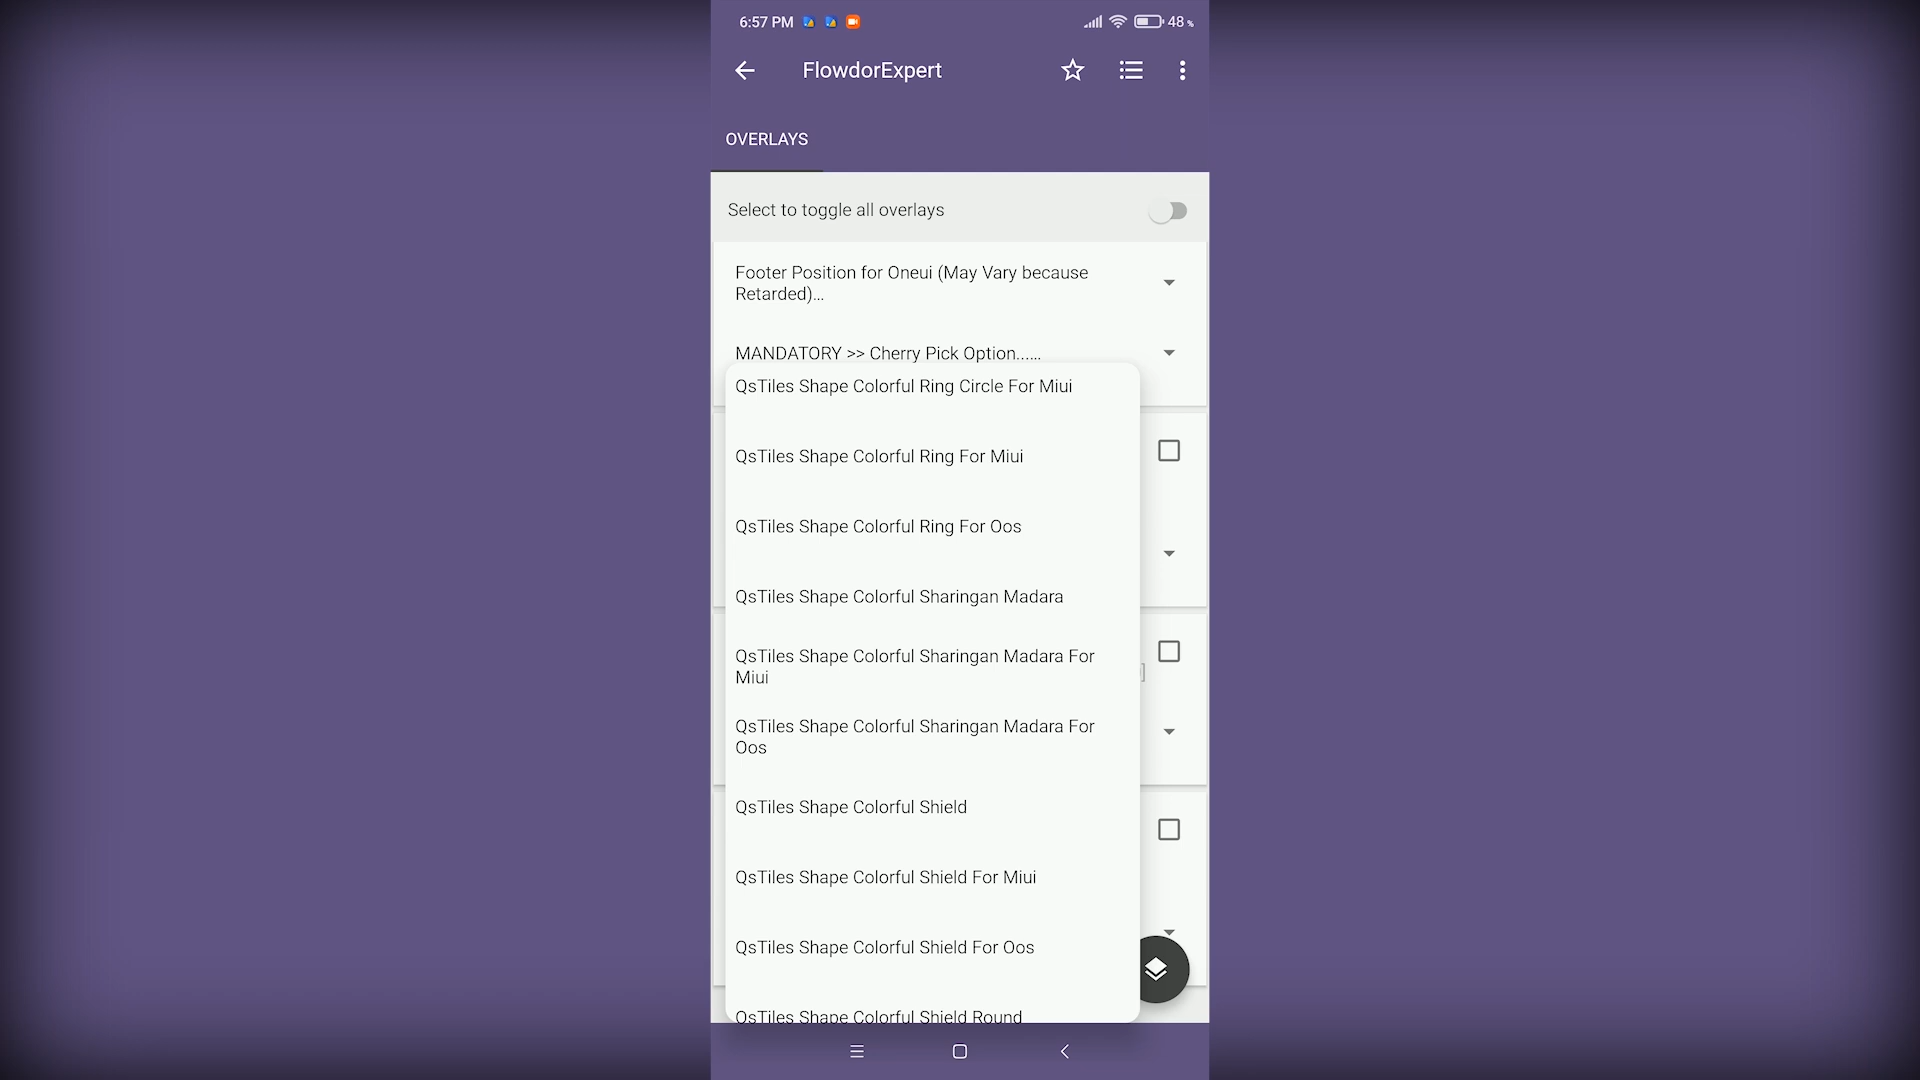 6:57 PM
48 %
FlowdorExpert
OVERLAYS
Select to toggle all overlays
Footer Position for Oneui (May Vary because
Retarded)...
MANDATORY >> Cherry Pick Option......
QsTiles Shape Colorful Ring Circle For Miui
QsTiles Shape Colorful Ring For Miui
QsTiles Shape Colorful Ring For Oos
QsTiles Shape Colorful Sharingan Madara
QsTiles Shape Colorful Sharingan Madara For
Miui
]
QsTiles Shape Colorful Sharingan Madara For
Oos
QsTiles Shape Colorful Shield
QsTiles Shape Colorful Shield For Miui
QsTiles Shape Colorful Shield For Oos
QsTiles Shape Colorful Shield Round